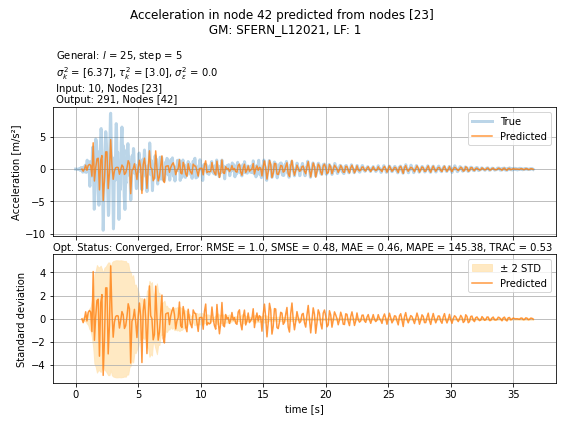 Acceleration in node 42 predicted from nodes [23]
GM: SFERN_L12021, LF: 1
General: l = 25, step = 5
σ²ₖ = [6.37], τ²ₖ = [3.0], σ²ε = 0.0
Input: 10, Nodes [23]
Output: 291, Nodes [42]
True
Predicted
Acceleration [m/s²]
5
0
−5
−10
Opt. Status: Converged, Error: RMSE = 1.0, SMSE = 0.48, MAE = 0.46, MAPE = 145.38, TRAC = 0.53
± 2 STD
Predicted
Standard deviation
4
2
0
−2
−4
0 5 10 15 20 25 30 35
time [s]